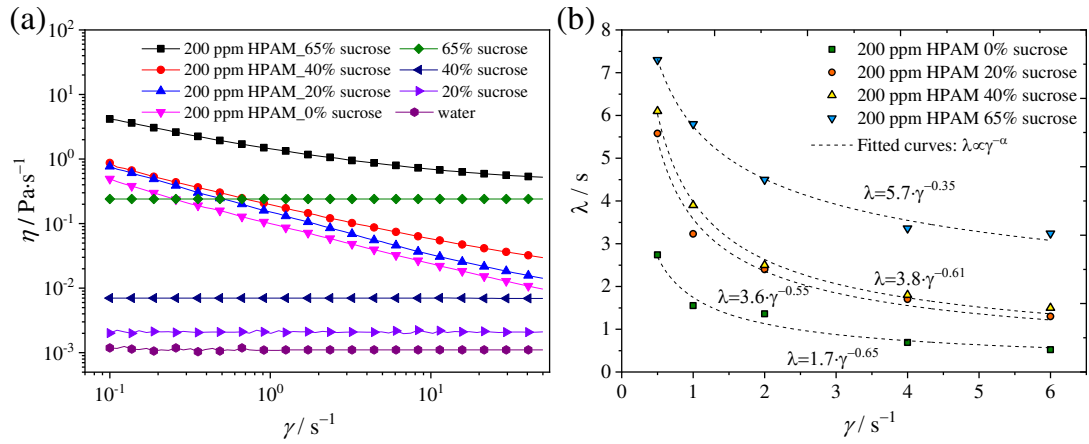 (a)
10²
10¹
10⁰
10⁻¹
10⁻²
10⁻³
η / Pa·s⁻¹
200 ppm HPAM_65% sucrose
200 ppm HPAM_40% sucrose
200 ppm HPAM_20% sucrose
200 ppm HPAM_0% sucrose
65% sucrose
40% sucrose
20% sucrose
water
10⁻¹
10⁰
10¹
γ / s⁻¹
(b)
8
7
6
5
4
3
2
1
0
λ / s
200 ppm HPAM 0% sucrose
200 ppm HPAM 20% sucrose
200 ppm HPAM 40% sucrose
200 ppm HPAM 65% sucrose
Fitted curves: λ∝γ⁻ᵅ
λ=5.7·γ⁻⁰·³⁵
λ=3.8·γ⁻⁰·⁶¹
λ=3.6·γ⁻⁰·⁵⁵
λ=1.7·γ⁻⁰·⁶⁵
0
1
2
3
4
5
6
γ / s⁻¹